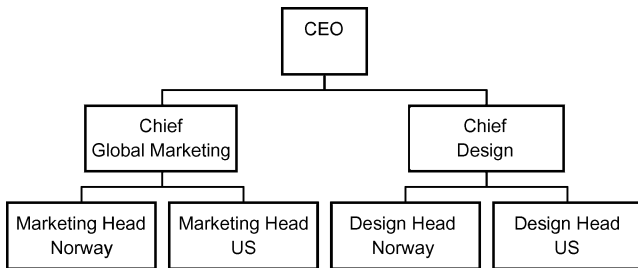 CEO
Chief
Global Marketing
Chief
Design
Marketing Head
Norway
Marketing Head
US
Design Head
Norway
Design Head
US